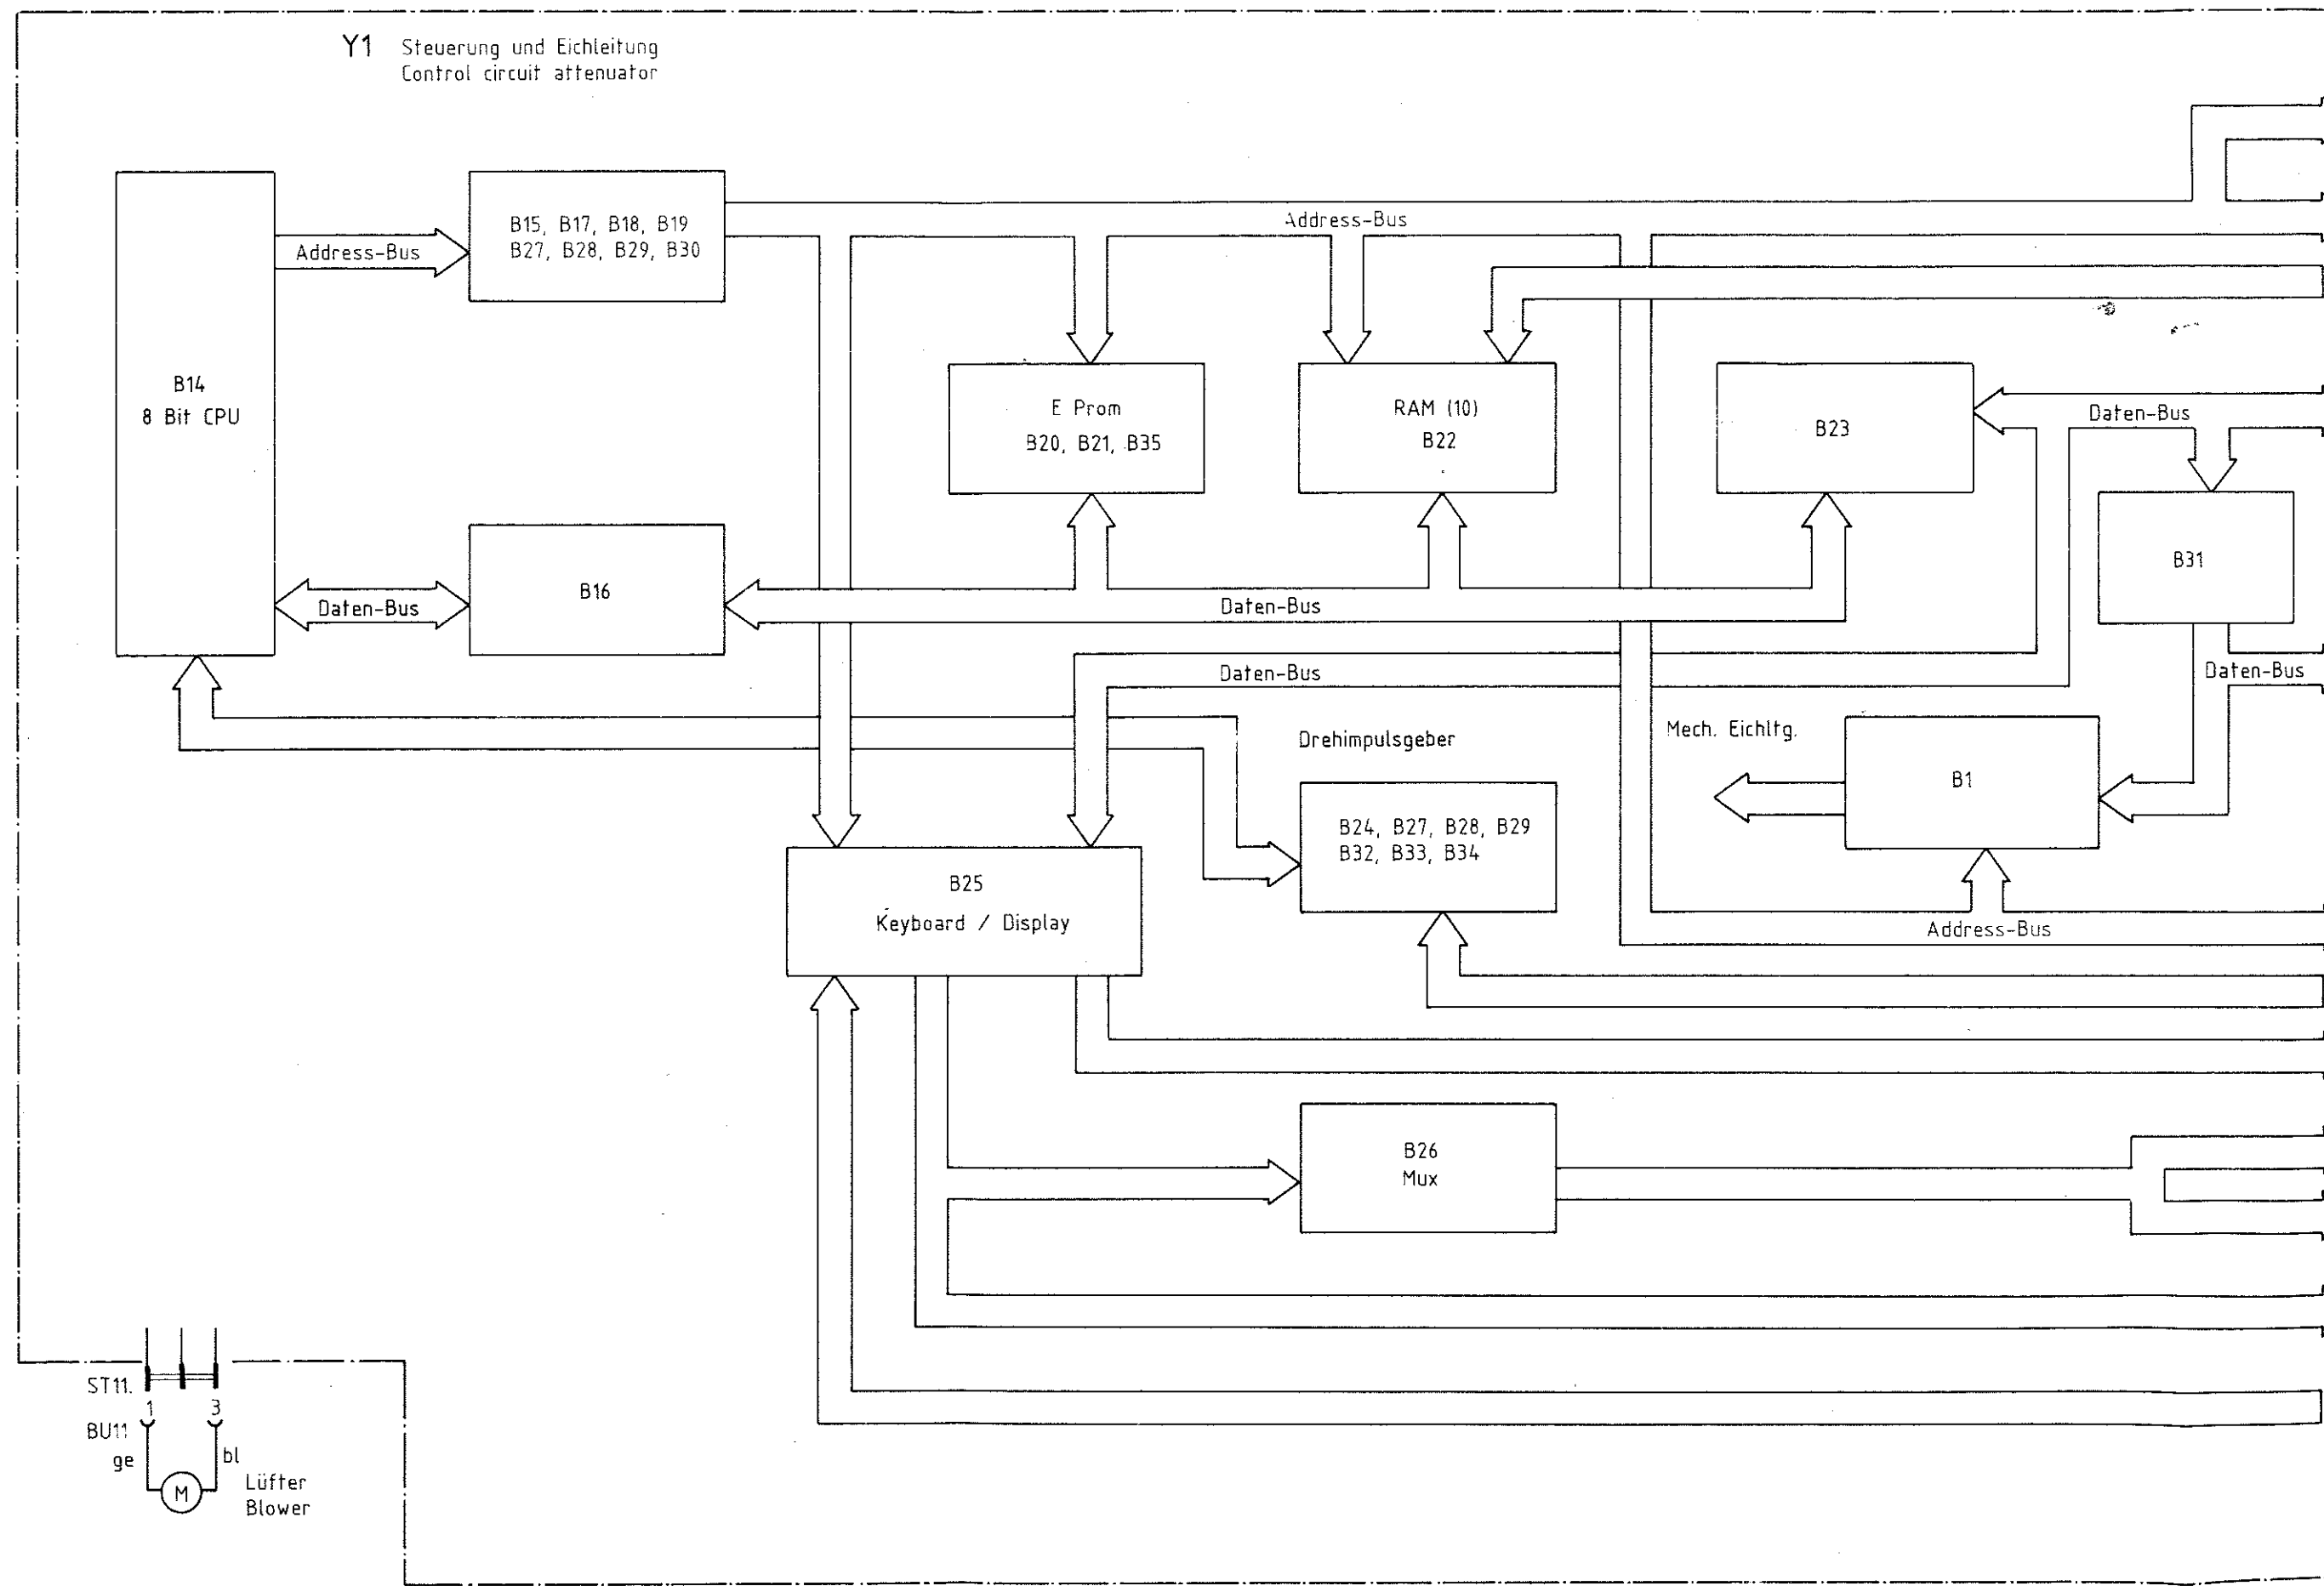 Y1 Steuerung und Eichleitung
Control circuit attenuator
B15, B17, B18, B19
B27, B28, B29, B30
Address-Bus
Address-Bus
B14
8 Bit CPU
E Prom
B20, B21, B35
RAM (10)
B22
B23
Daten-Bus
B31
B16
Daten-Bus
Daten-Bus
Daten-Bus
Daten-Bus
Drehimpulsgeber
Mech. Eichltg.
B1
B24, B27, B28, B29
B32, B33, B34
B25
Keyboard / Display
Address-Bus
B26
Mux
ST11.
1 3
BU11
ge bl
M
Lüfter
Blower